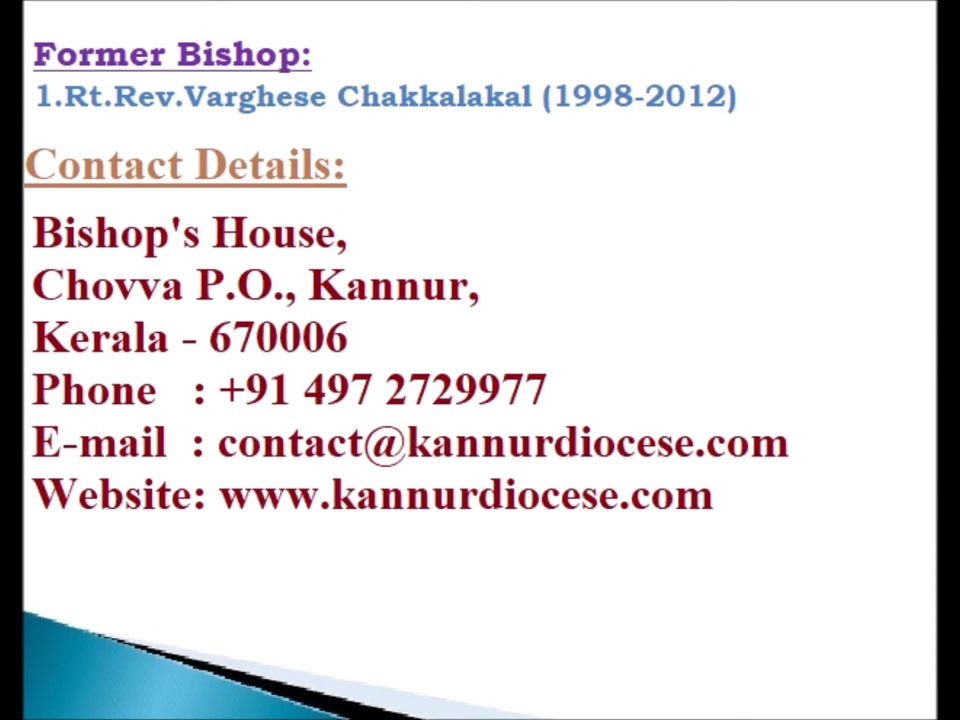 Former Bishop:
1.Rt.Rev.Varghese Chakkalakal (1998-2012)
Contact Details:
Bishop's House,
Chovva P.O., Kannur,
Kerala - 670006
Phone : +91 497 2729977
E-mail : contact@kannurdiocese.com
Website: www.kannurdiocese.com